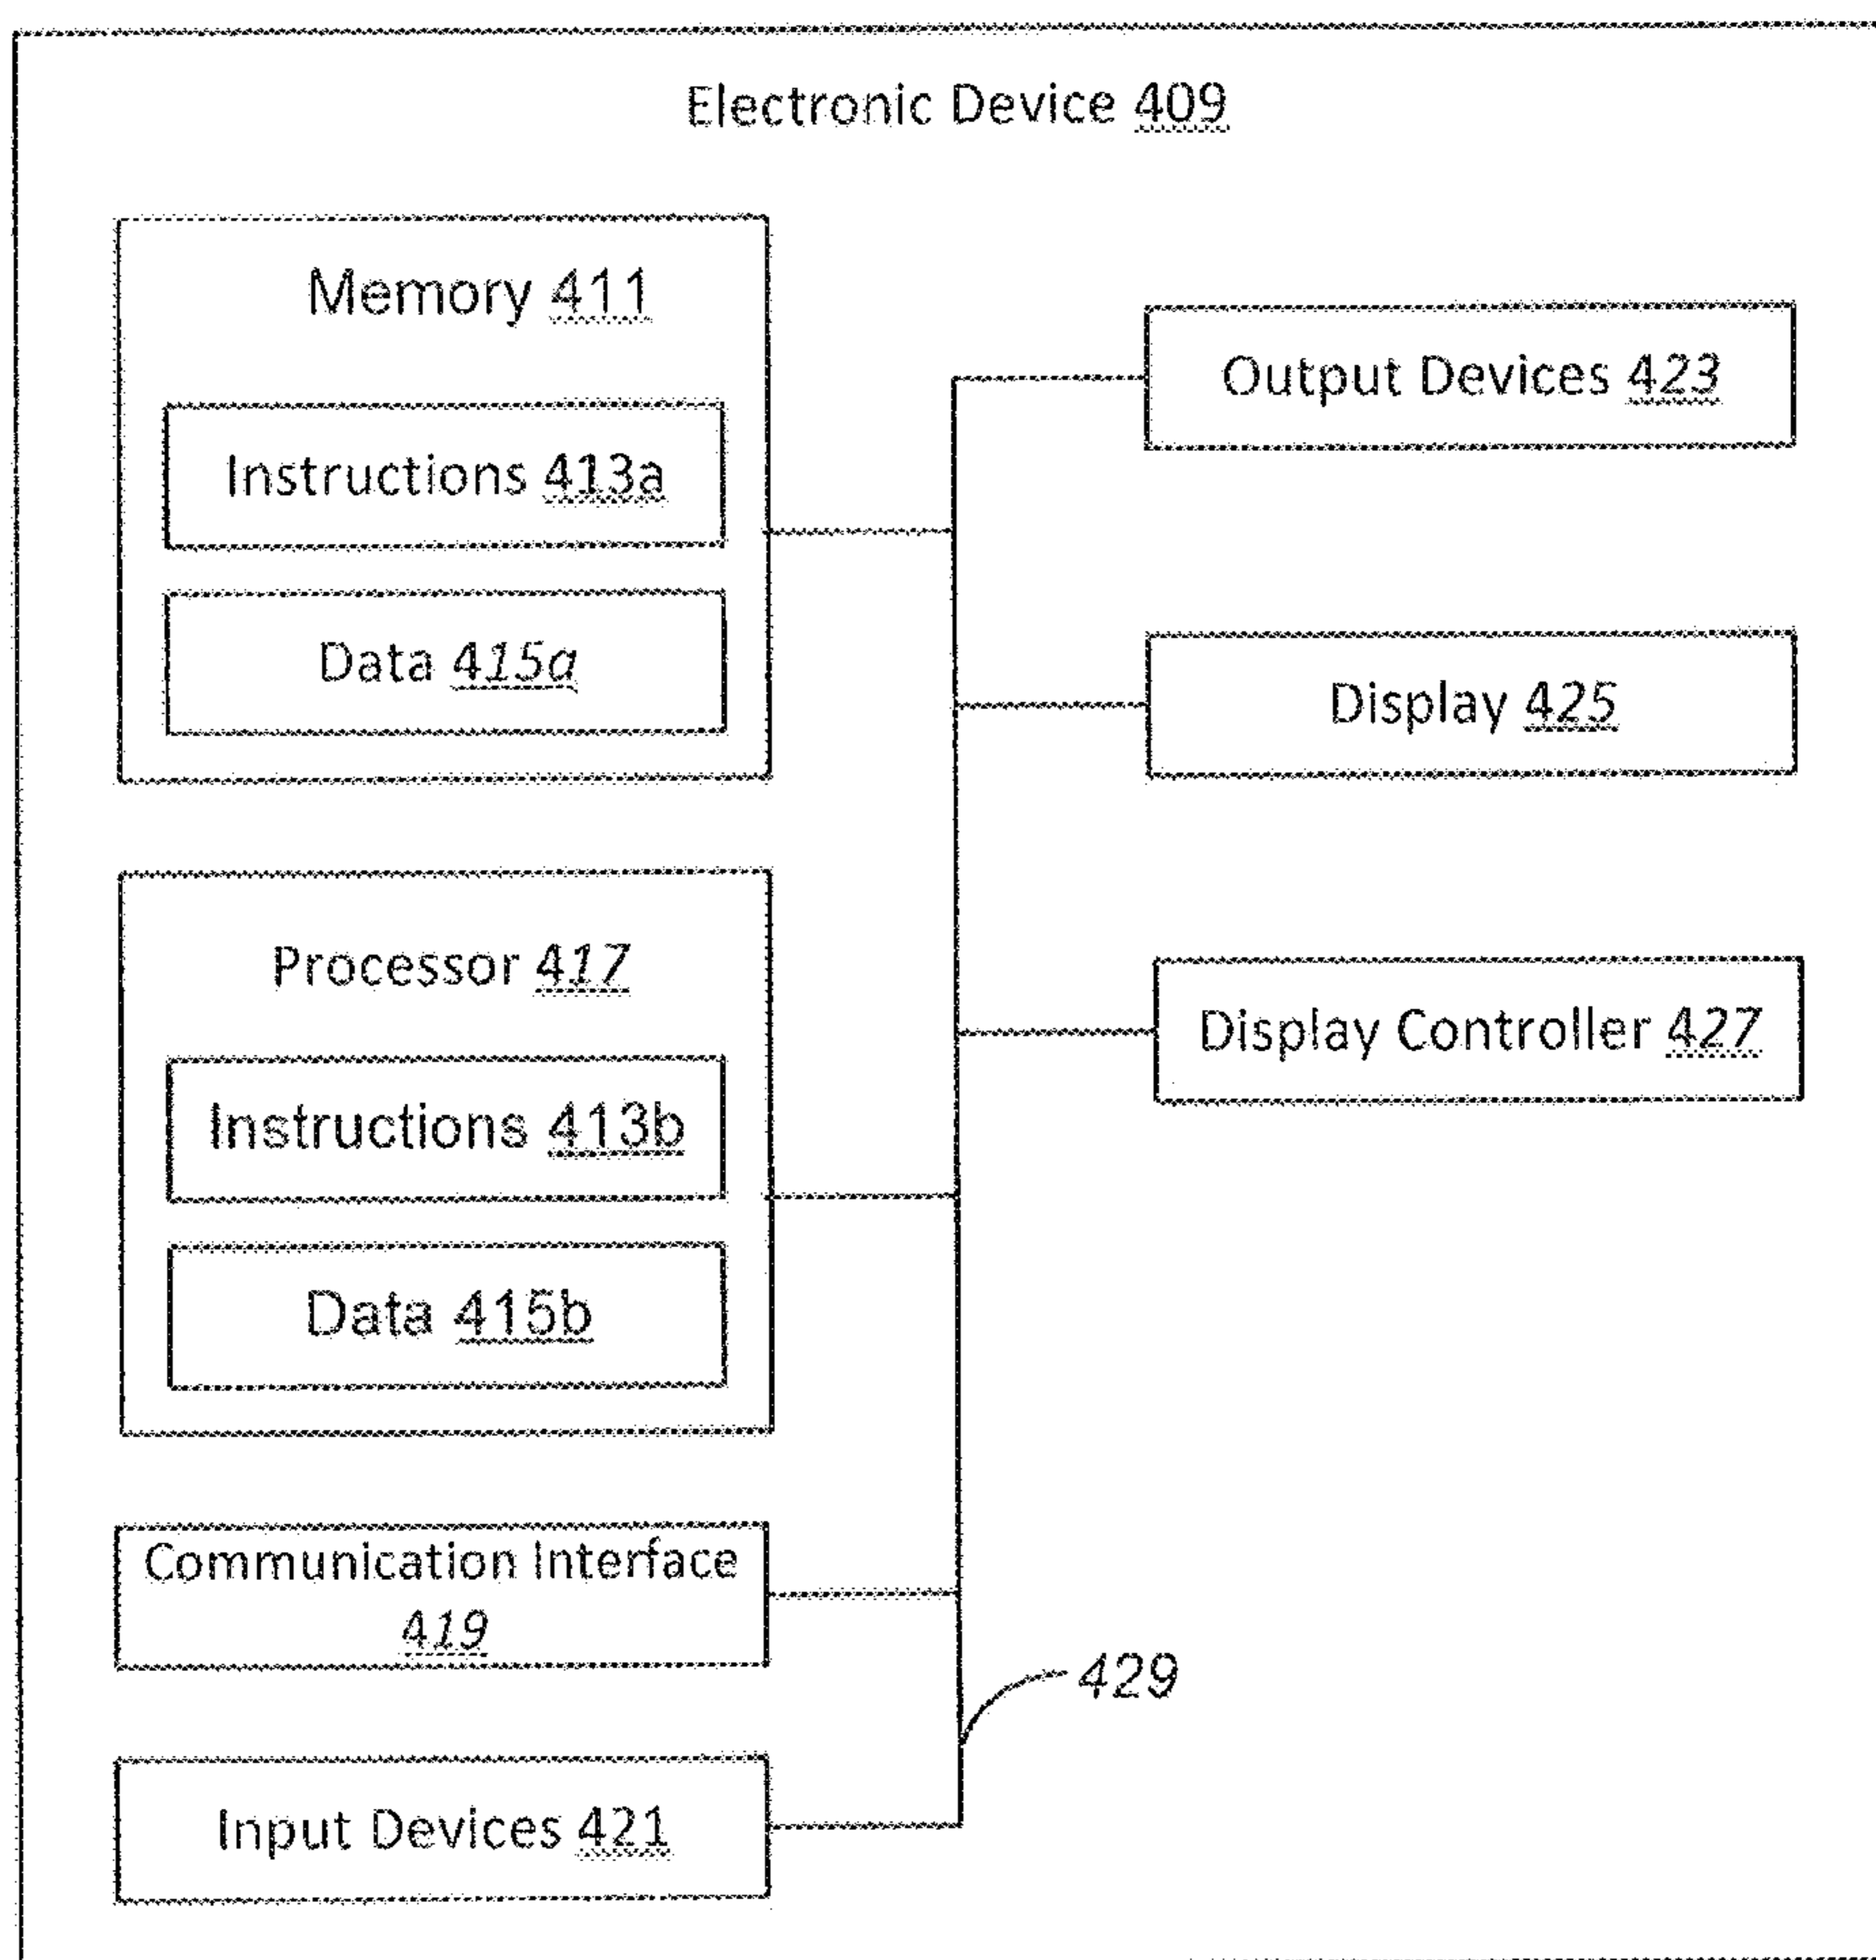 Electronic Device 409
Memory 411
Instructions 413a
Data 415a
Processor 417
Instructions 413b
Data 415b
Communication Interface
419
Input Devices 421
Output Devices 423
Display 425
Display Controller 427
429